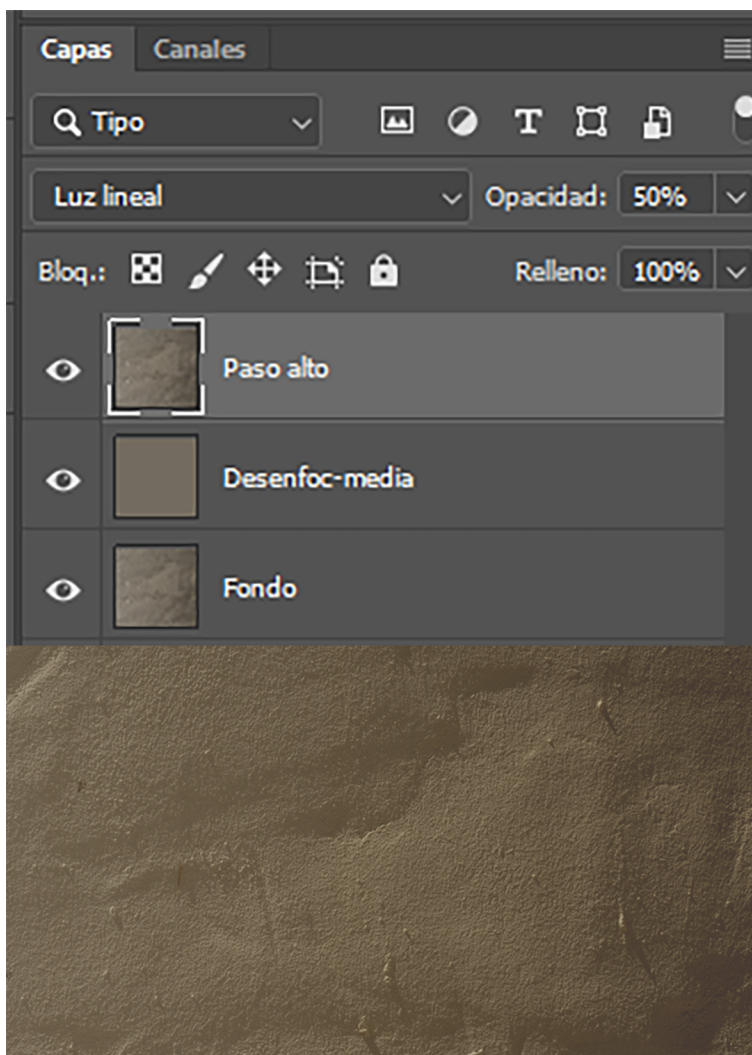 Capas Canales
Tipo
Luz lineal Opacidad: 50%
Bloq.: Relleno: 100%
Paso alto
Desenfoc-media
Fondo